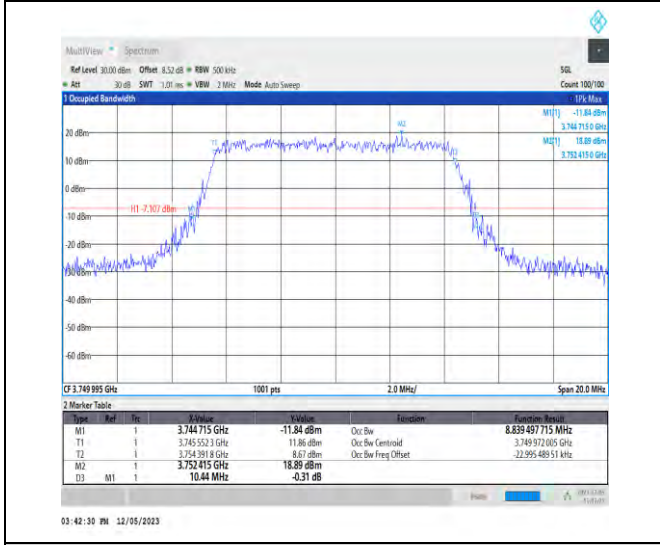 MultiView Spectrum
Ref Level 30.00 dBm Offset 8.52 dB RBW 500 kHz SGL
Att 30 dB SWT 1.01 ms VBW 2 MHz Mode Auto Sweep Count 100/100
1 Occupied Bandwidth 1Pk Max
M1[1] -11.84 dBm
3.744 715 0 GHz
M2[1] 18.89 dBm
3.752 415 0 GHz
M2
T1
T2
20 dBm
10 dBm
0 dBm
H1 -7.107 dBm
-10 dBm
-20 dBm
-30 dBm
-40 dBm
-50 dBm
-60 dBm
CF 3.749 995 GHz 1001 pts 2.0 MHz/ Span 20.0 MHz
2 Marker Table
Type Ref Trc X-Value Y-Value Function Function Result
M1 1 3.744 715 GHz -11.84 dBm Occ Bw 8.839 497 715 MHz
T1 1 3.745 552 3 GHz 11.86 dBm Occ Bw Centroid 3.749 972 005 GHz
T2 1 3.754 391 8 GHz 8.67 dBm Occ Bw Freq Offset -22.995 489 51 kHz
M2 1 3.752 415 GHz 18.89 dBm
D3 M1 1 10.44 MHz -0.31 dB
03:42:30 PM 12/05/2023